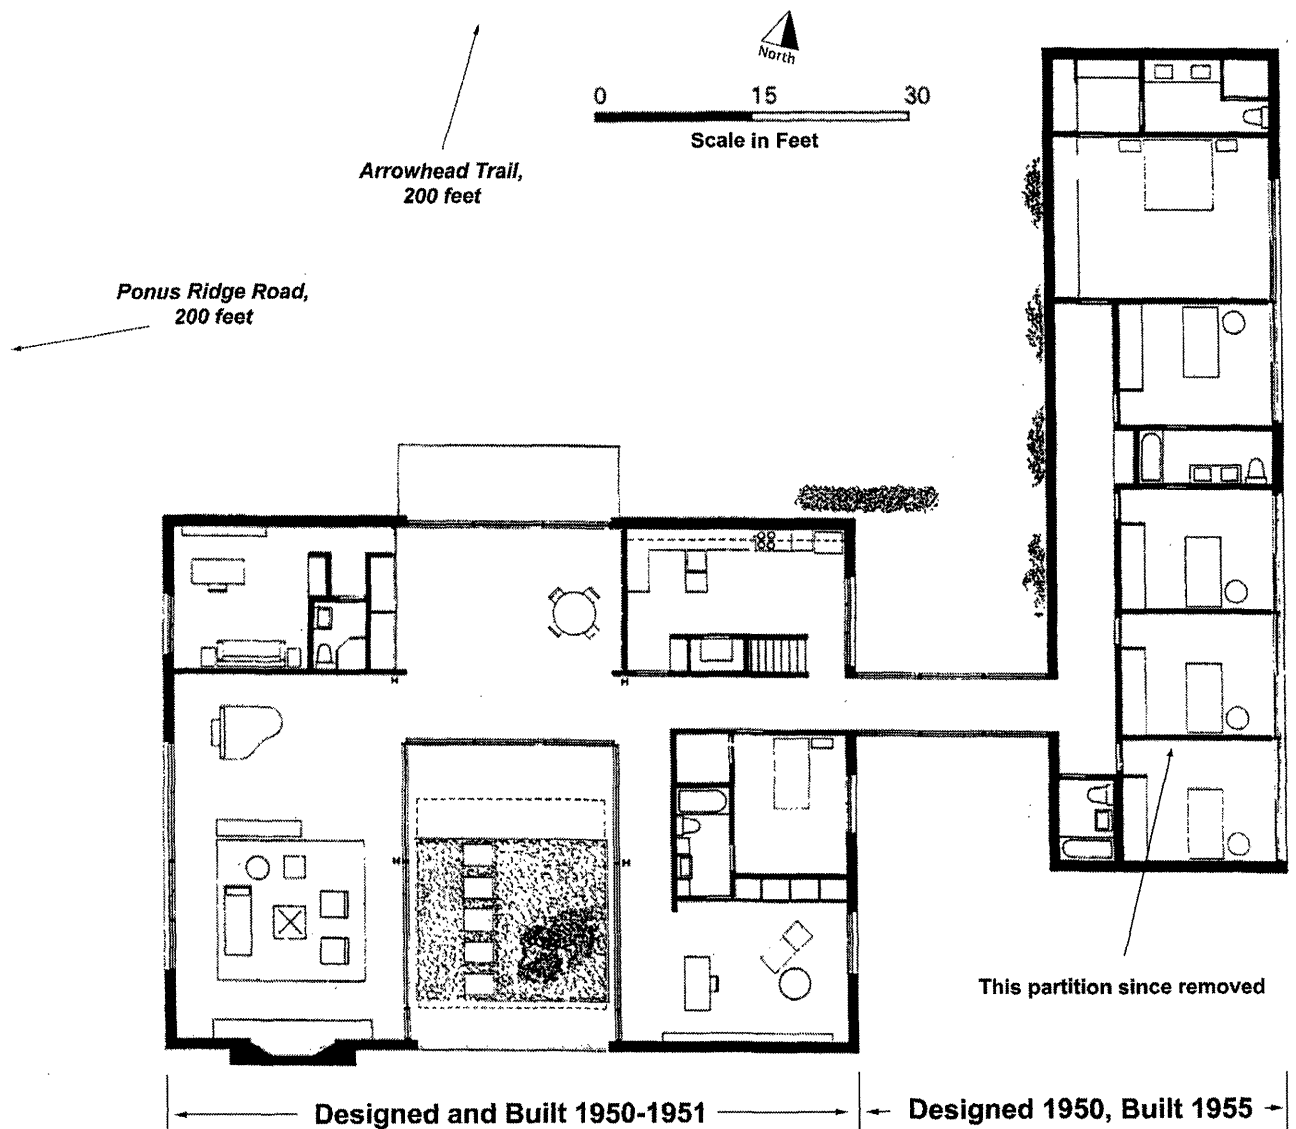 North
0 15 30
Scale in Feet
Arrowhead Trail,
200 feet
Ponus Ridge Road,
200 feet
This partition since removed
Designed and Built 1950-1951
Designed 1950, Built 1955